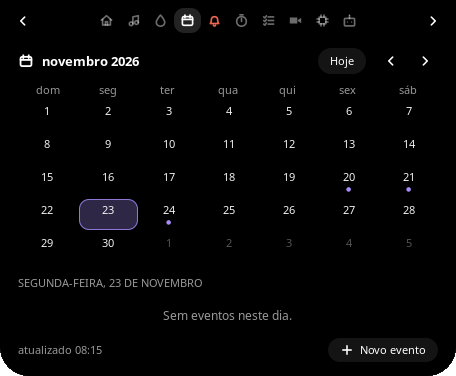 novembro 2026 Hoje
dom seg ter qua qui sex sáb
1 2 3 4 5 6 7
8 9 10 11 12 13 14
15 16 17 18 19 20 21
22 23 24 25 26 27 28
29 30 1 2 3 4 5
SEGUNDA-FEIRA, 23 DE NOVEMBRO
Sem eventos neste dia.
atualizado 08:15 Novo evento